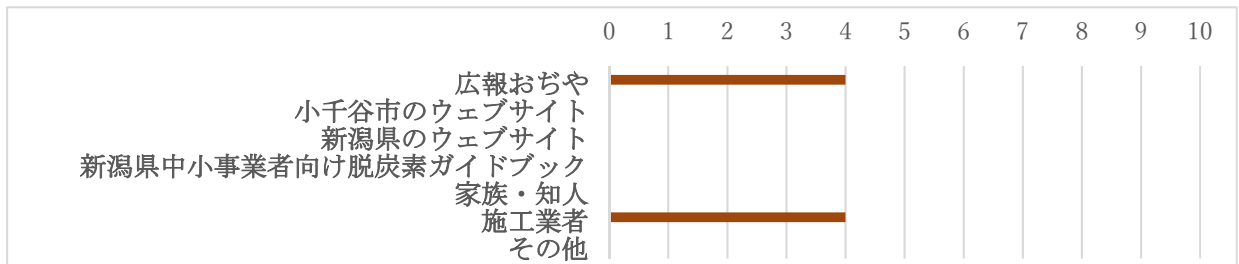 0 1 2 3 4 5 6 7 8 9 10
広報おぢや
小千谷市のウェブサイト
新潟県のウェブサイト
新潟県中小事業者向け脱炭素ガイドブック
家族・知人
施工業者
その他